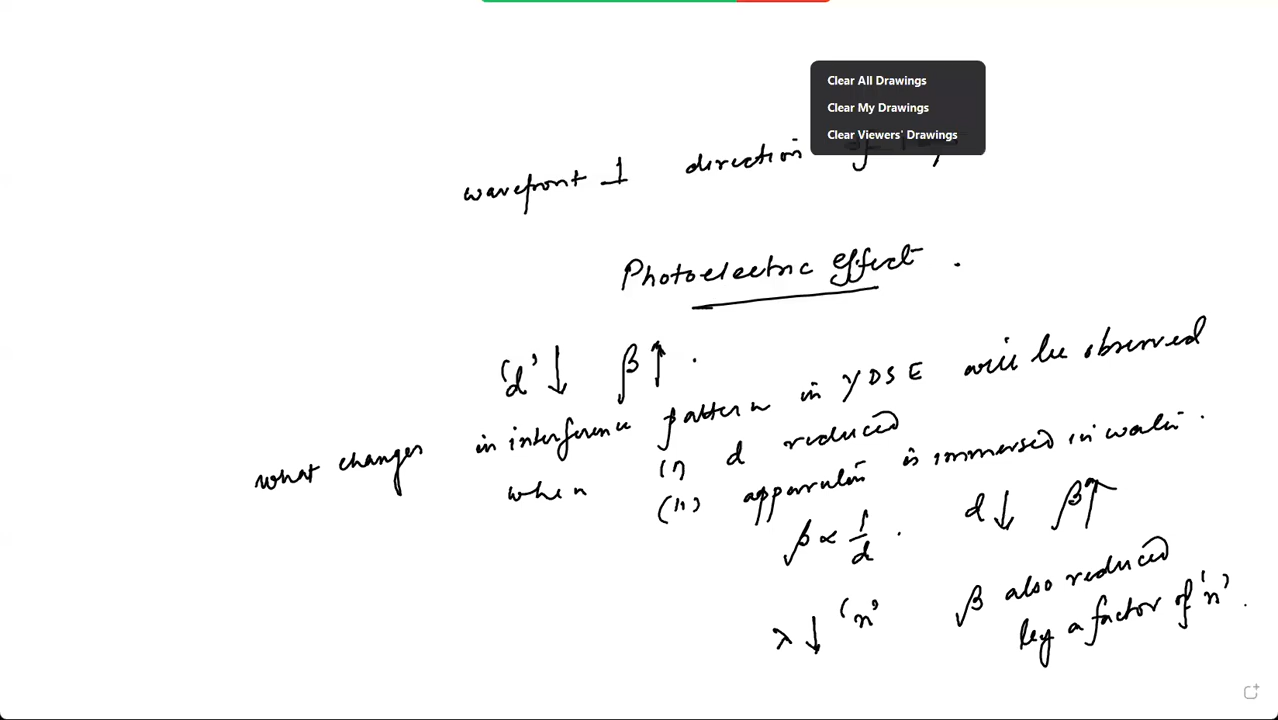 Clear All Drawings
Clear My Drawings
Clear Viewers' Drawings
wavefront ⊥ direction of
Photoelectric effect .
'd' ↓ β ↑ .
what changes in interference pattern in YDSE will be observed
when (i) d reduced
(ii) apparatus is immersed in water .
β ∝ 1/d . d ↓ β ↑
λ ↓ 'n' β also reduced
by a factor of 'n' .